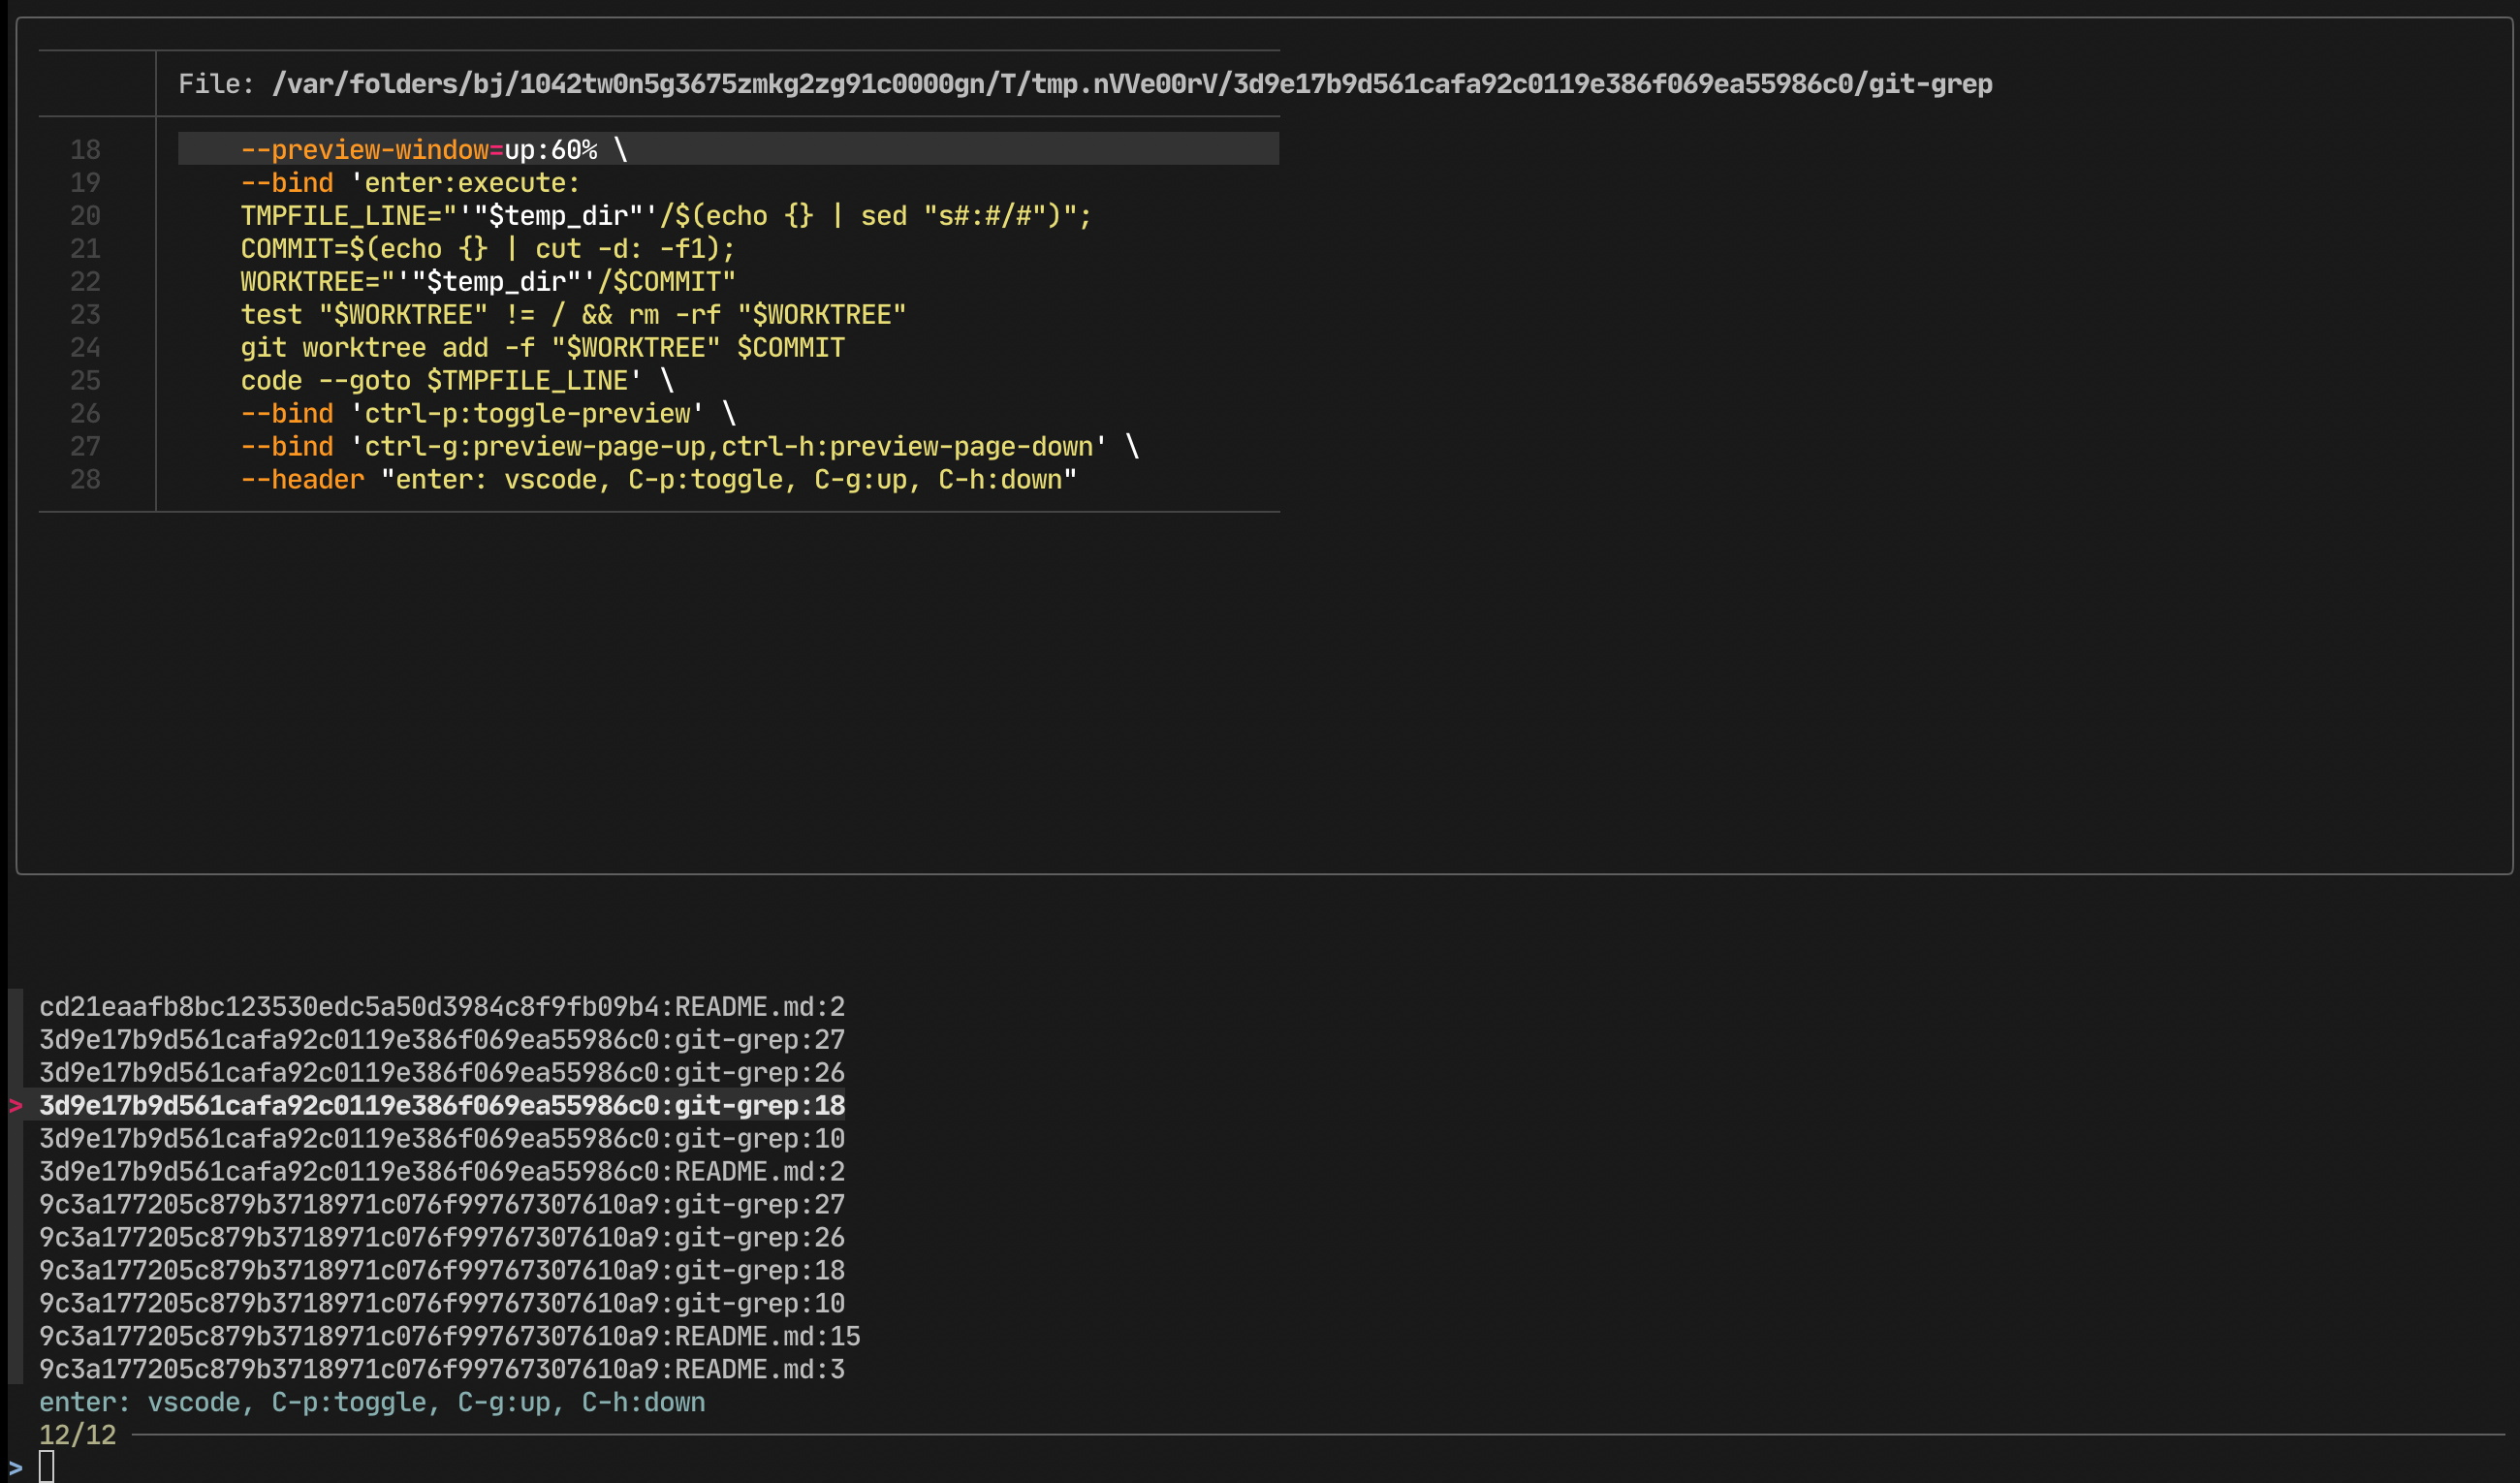 File: /var/folders/bj/1042tw0n5g3675zmkg2zg91c0000gn/T/tmp.nVVe00rV/3d9e17b9d561cafa92c0119e386f069ea55986c0/git-grep
18 --preview-window=up:60% \
19 --bind 'enter:execute:
20 TMPFILE_LINE="'"$temp_dir"'/$(echo {} | sed "s#:#/#")";
21 COMMIT=$(echo {} | cut -d: -f1);
22 WORKTREE="'"$temp_dir"'/$COMMIT"
23 test "$WORKTREE" != / && rm -rf "$WORKTREE"
24 git worktree add -f "$WORKTREE" $COMMIT
25 code --goto $TMPFILE_LINE' \
26 --bind 'ctrl-p:toggle-preview' \
27 --bind 'ctrl-g:preview-page-up,ctrl-h:preview-page-down' \
28 --header "enter: vscode, C-p:toggle, C-g:up, C-h:down"
cd21eaafb8bc123530edc5a50d3984c8f9fb09b4:README.md:2
3d9e17b9d561cafa92c0119e386f069ea55986c0:git-grep:27
3d9e17b9d561cafa92c0119e386f069ea55986c0:git-grep:26
> 3d9e17b9d561cafa92c0119e386f069ea55986c0:git-grep:18
3d9e17b9d561cafa92c0119e386f069ea55986c0:git-grep:10
3d9e17b9d561cafa92c0119e386f069ea55986c0:README.md:2
9c3a177205c879b3718971c076f99767307610a9:git-grep:27
9c3a177205c879b3718971c076f99767307610a9:git-grep:26
9c3a177205c879b3718971c076f99767307610a9:git-grep:18
9c3a177205c879b3718971c076f99767307610a9:git-grep:10
9c3a177205c879b3718971c076f99767307610a9:README.md:15
9c3a177205c879b3718971c076f99767307610a9:README.md:3
enter: vscode, C-p:toggle, C-g:up, C-h:down
12/12
>